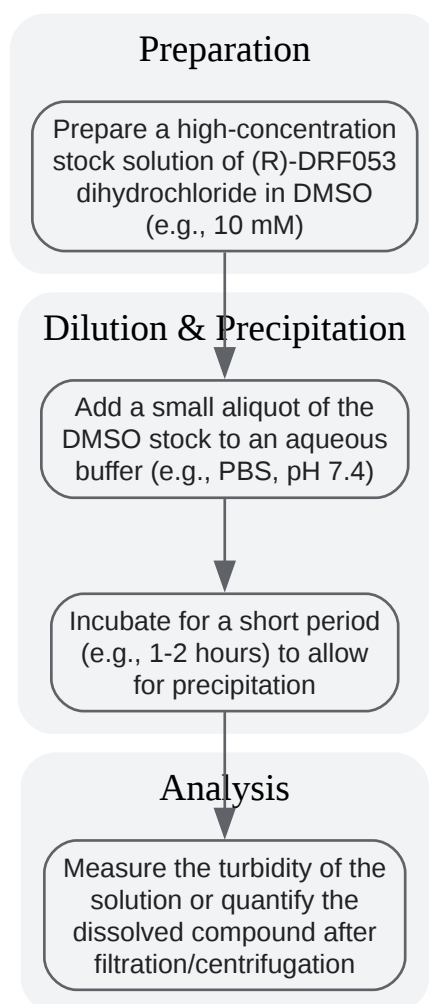 Preparation
Prepare a high-concentration
stock solution of (R)-DRF053
dihydrochloride in DMSO
(e.g., 10 mM)
Dilution & Precipitation
Add a small aliquot of the
DMSO stock to an aqueous
buffer (e.g., PBS, pH 7.4)
Incubate for a short period
(e.g., 1-2 hours) to allow
for precipitation
Analysis
Measure the turbidity of the
solution or quantify the
dissolved compound after
filtration/centrifugation